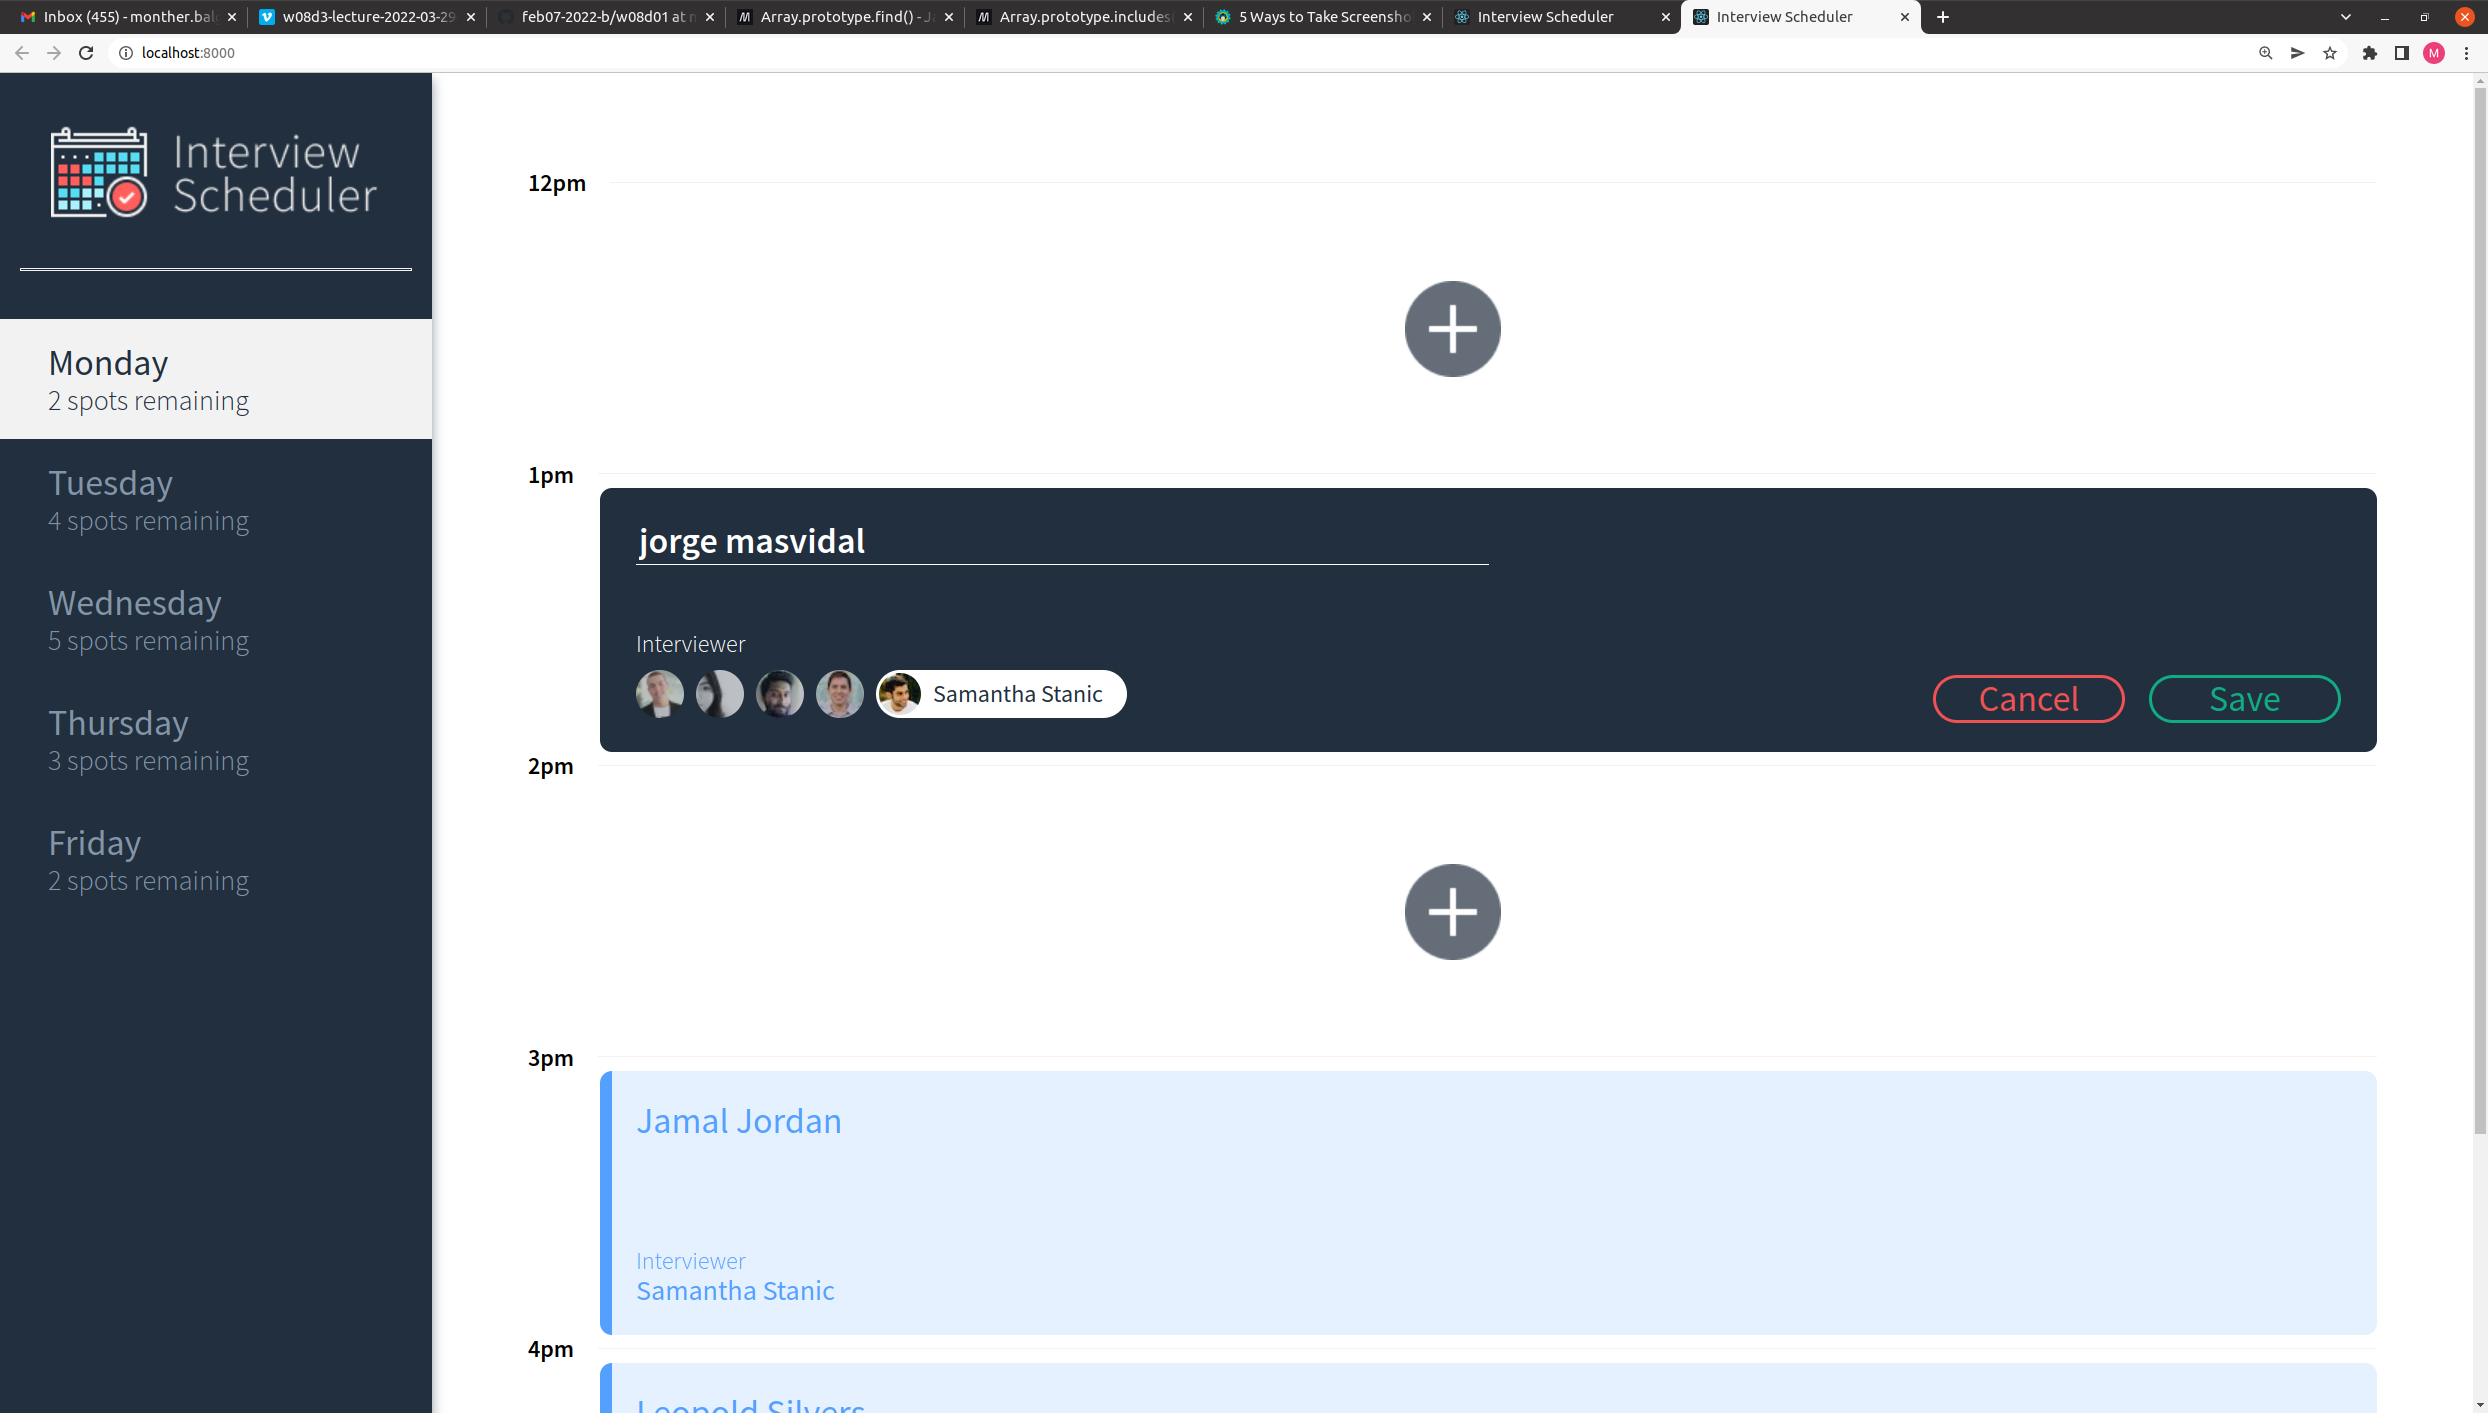 Inbox (455) - monther.bal
w08d3-lecture-2022-03-29
feb07-2022-b/w08d01 at
Array.prototype.find() - J
Array.prototype.includes
5 Ways to Take Screensho
Interview Scheduler
Interview Scheduler
localhost:8000
M
Interview
Scheduler
Monday
2 spots remaining
Tuesday
4 spots remaining
Wednesday
5 spots remaining
Thursday
3 spots remaining
Friday
2 spots remaining
12pm
1pm
jorge masvidal
Interviewer
Samantha Stanic
Cancel
Save
2pm
3pm
Jamal Jordan
Interviewer
Samantha Stanic
4pm
Leopold Silvers